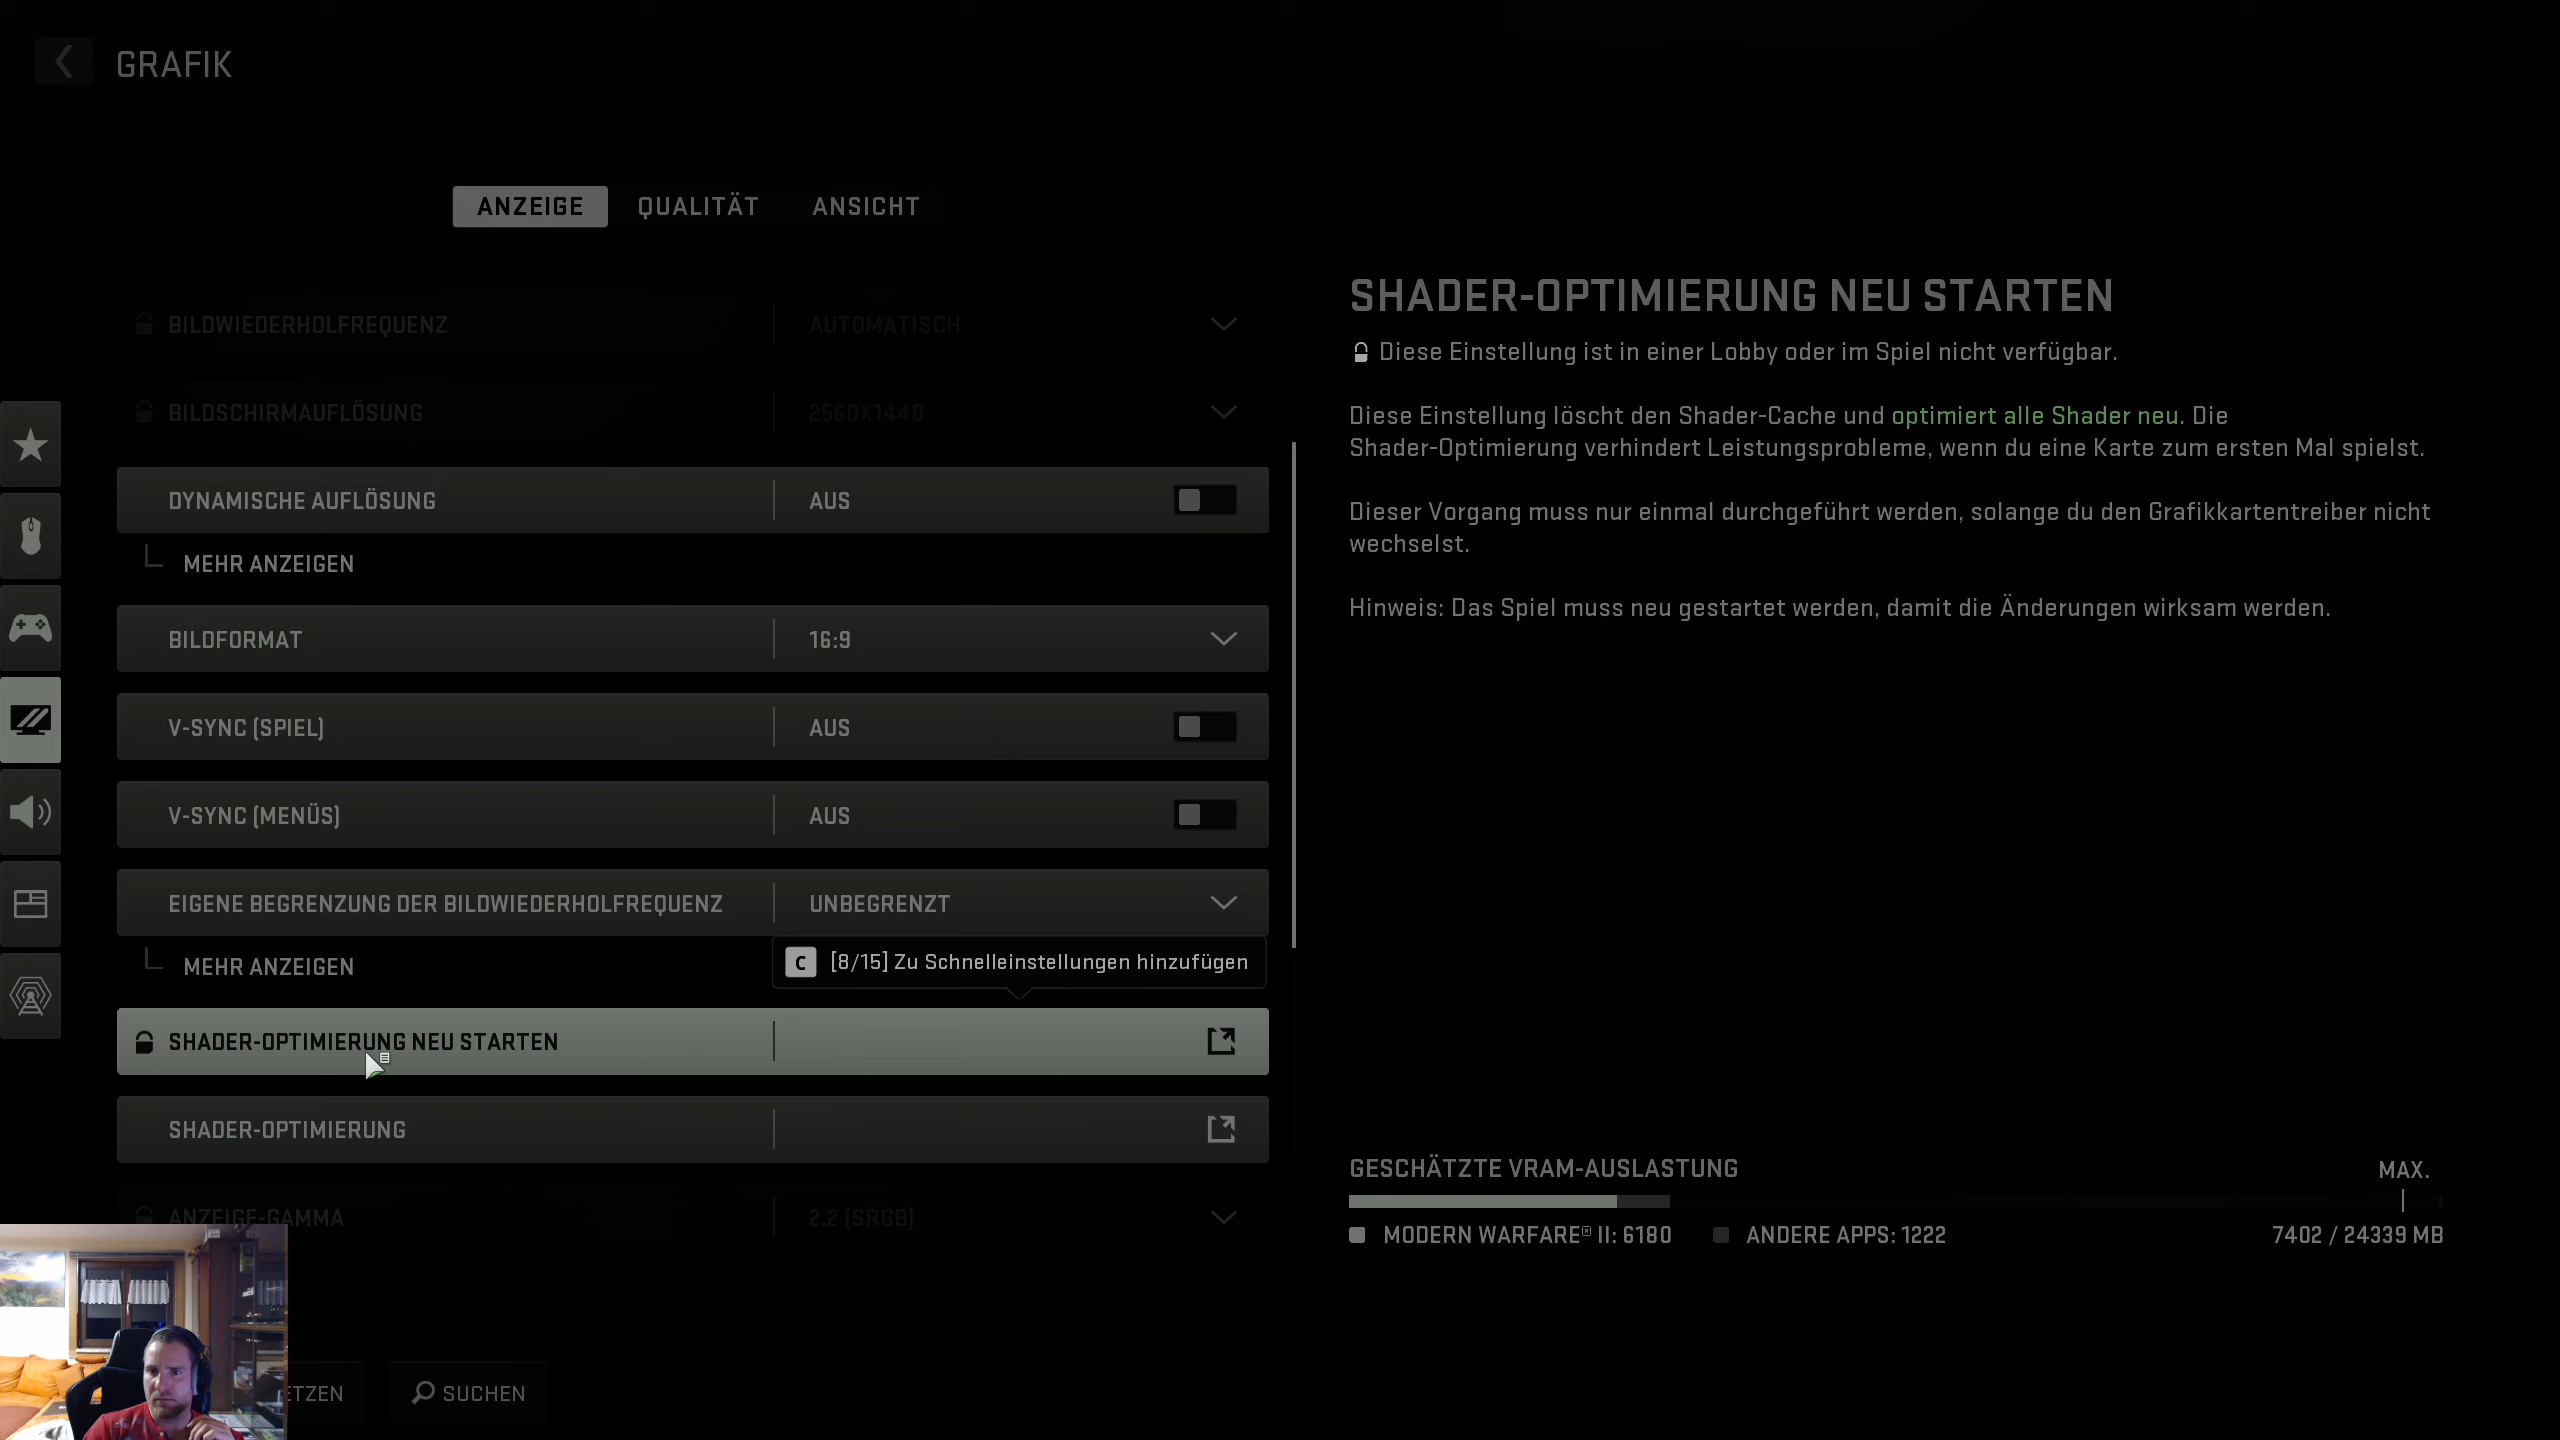 GRAFIK
ANZEIGE QUALITÄT ANSICHT
BILDWIEDERHOLFREQUENZ AUTOMATISCH
BILDSCHIRMAUFLÖSUNG 2560X1440
DYNAMISCHE AUFLÖSUNG AUS
MEHR ANZEIGEN
BILDFORMAT 16:9
V-SYNC (SPIEL) AUS
V-SYNC (MENÜS) AUS
EIGENE BEGRENZUNG DER BILDWIEDERHOLFREQUENZ UNBEGRENZT
MEHR ANZEIGEN
C [8/15] Zu Schnelleinstellungen hinzufügen
SHADER-OPTIMIERUNG NEU STARTEN
SHADER-OPTIMIERUNG
ANZEIGE-GAMMA 2.2 (SRGB)
ETZEN SUCHEN
SHADER-OPTIMIERUNG NEU STARTEN
Diese Einstellung ist in einer Lobby oder im Spiel nicht verfügbar.
Diese Einstellung löscht den Shader-Cache und optimiert alle Shader neu. Die
Shader-Optimierung verhindert Leistungsprobleme, wenn du eine Karte zum ersten Mal spielst.
Dieser Vorgang muss nur einmal durchgeführt werden, solange du den Grafikkartentreiber nicht
wechselst.
Hinweis: Das Spiel muss neu gestartet werden, damit die Änderungen wirksam werden.
GESCHÄTZTE VRAM-AUSLASTUNG MAX.
MODERN WARFARE® II: 6180 ANDERE APPS: 1222 7402 / 24339 MB